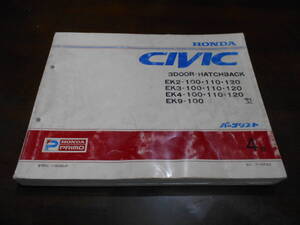 HONDA
CIVIC
3DOOR·HATCHBACK
EK2-100·110·120
EK3-100·110·120
EK4-100·110·120
EK9-100
パーツリスト
HONDA
PRIMO
4